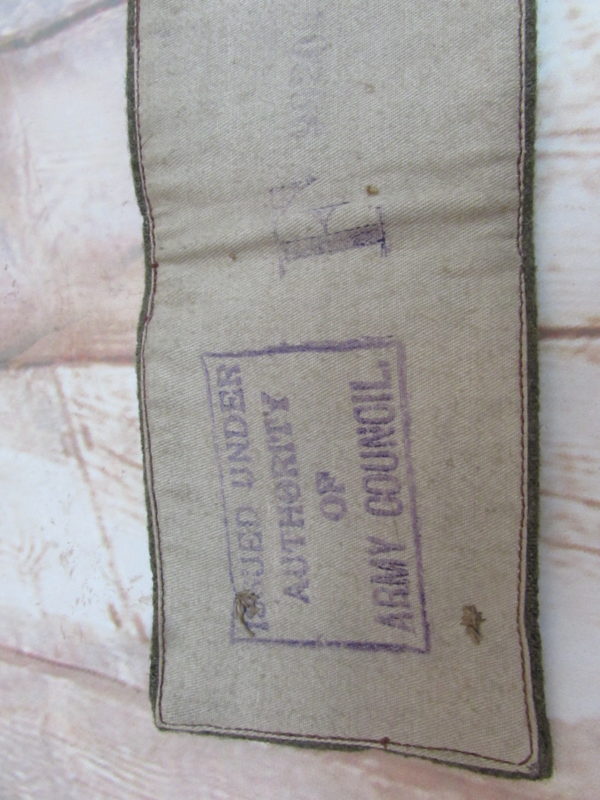 ISSUED UNDER
AUTHORITY
OF
ARMY COUNCIL.